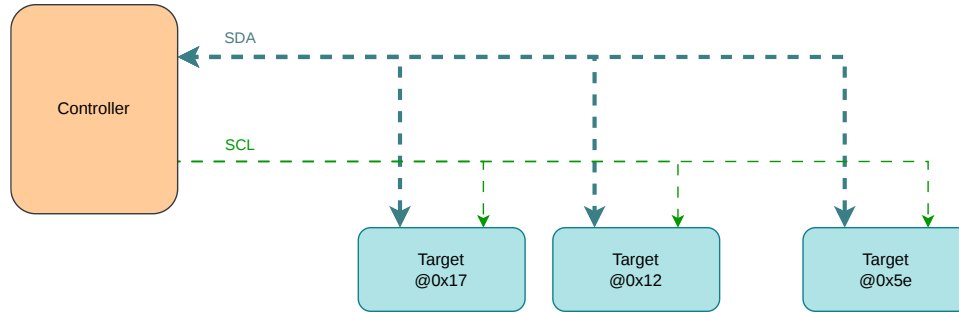 SDA
Controller
SCL
Target
@0x17
Target
@0x12
Target
@0x5e